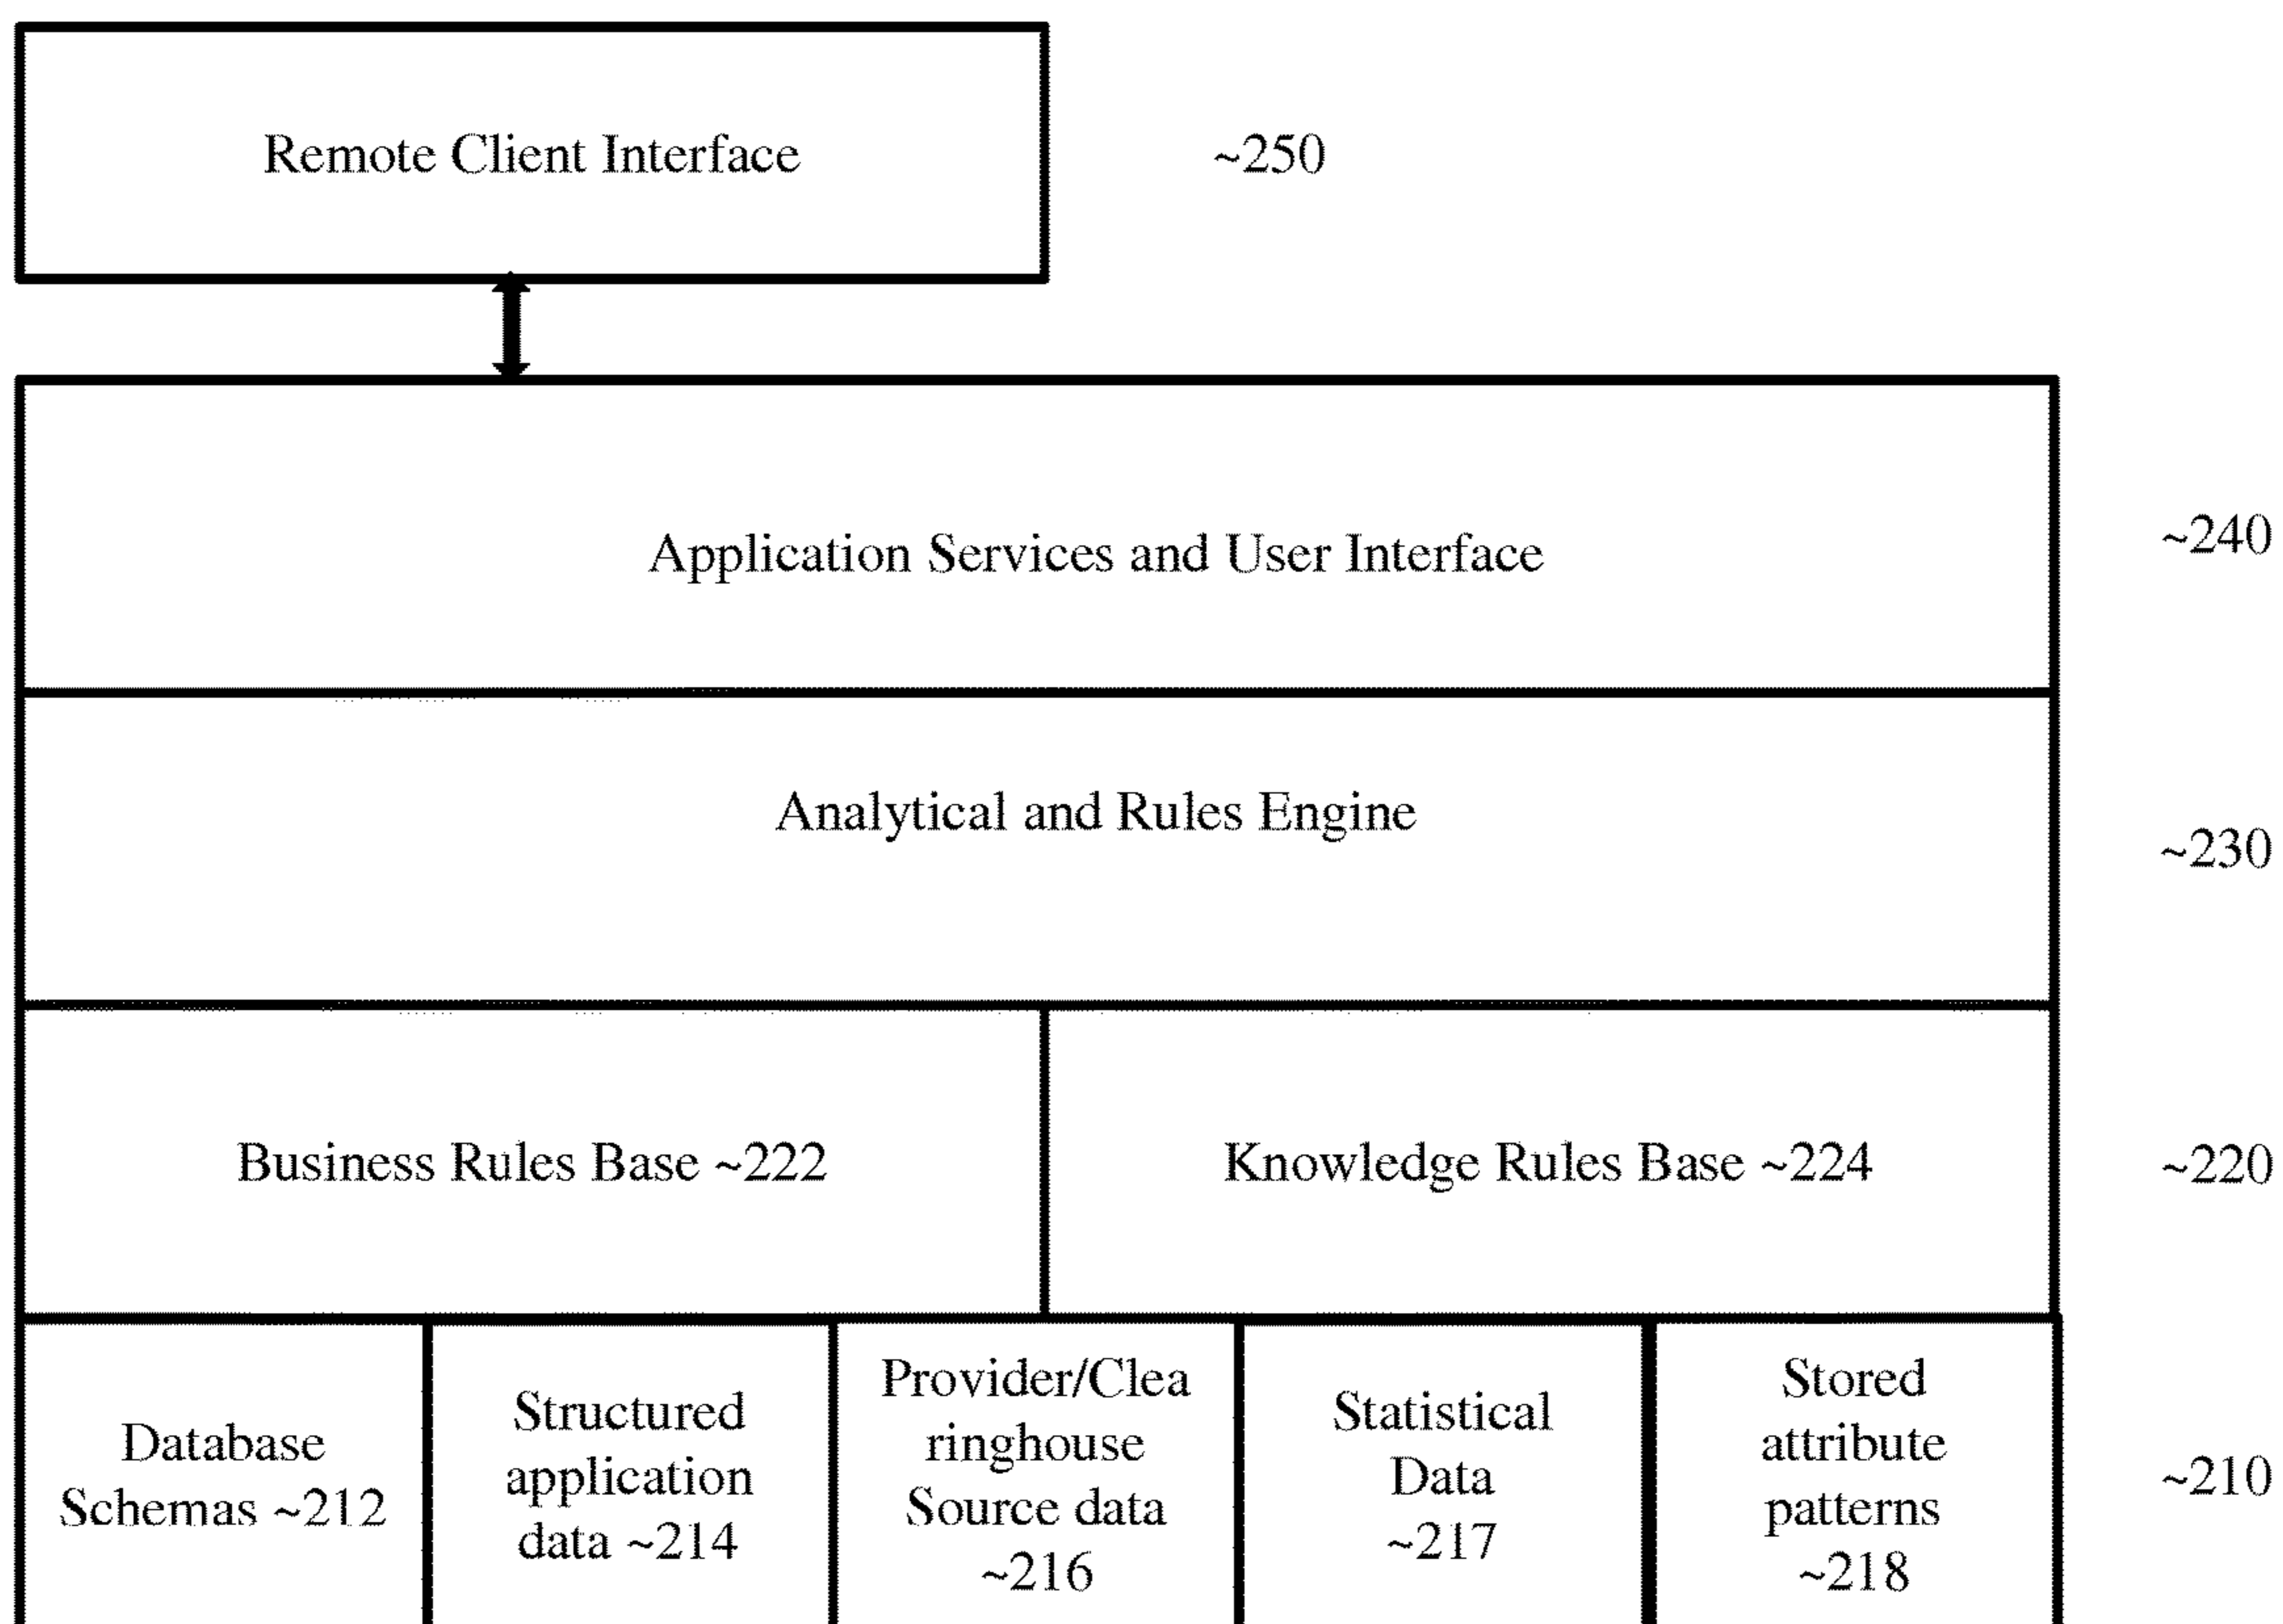 Remote Client Interface
~250
Application Services and User Interface
~240
Analytical and Rules Engine
~230
Business Rules Base ~222
Knowledge Rules Base ~224
~220
Database
Schemas ~212
Structured
application
data ~214
Provider/Clea
ringhouse
Source data
~216
Statistical
Data
~217
Stored
attribute
patterns
~218
~210